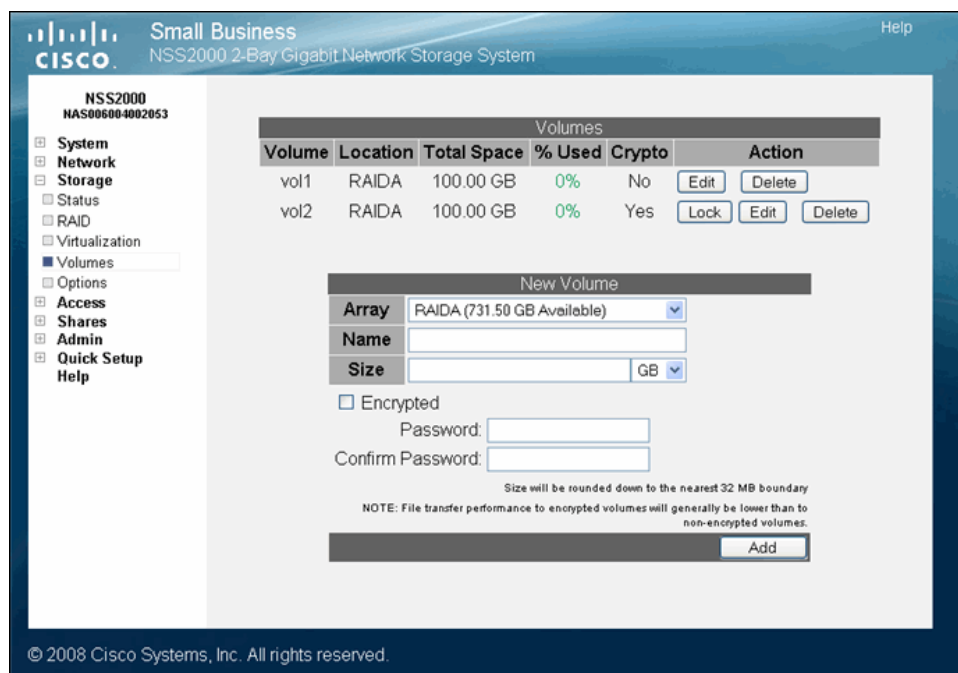 Small Business
Help
CISCO.
NSS2000 2-Bay Gigabit Network Storage System
NSS2000
NAS006004002053
System
Network
Storage
Status
RAID
Virtualization
Volumes
Options
Access
Shares
Admin
Quick Setup
Help
Volumes
Volume Location Total Space % Used Crypto Action
vol1 RAIDA 100.00 GB 0% No Edit Delete
vol2 RAIDA 100.00 GB 0% Yes Lock Edit Delete
New Volume
Array RAIDA (731.50 GB Available)
Name
Size GB
Encrypted
Password:
Confirm Password:
Size will be rounded down to the nearest 32 MB boundary
NOTE: File transfer performance to encrypted volumes will generally be lower than to
non-encrypted volumes.
Add
© 2008 Cisco Systems, Inc. All rights reserved.